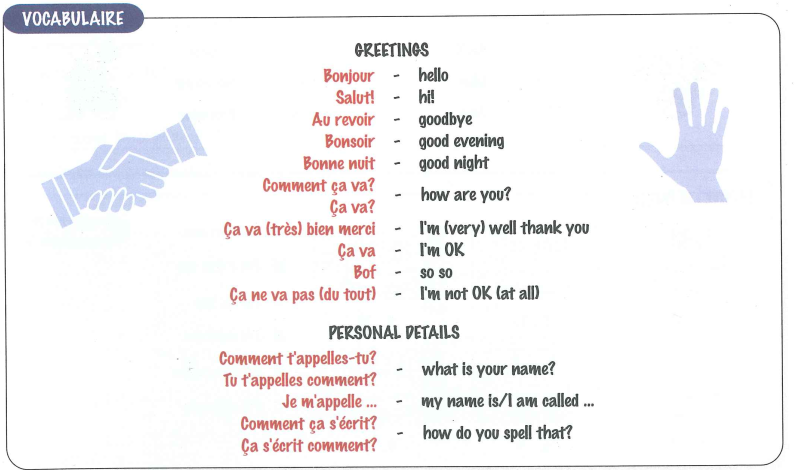 VOCABULAIRE
GREETINGS
Bonjour - hello
Salut! - hi!
Au revoir - goodbye
Bonsoir - good evening
Bonne nuit - good night
Comment ça va?
- how are you?
Ça va?
Ça va (très) bien merci - I'm (very) well thank you
Ça va - I'm OK
Bof - so so
Ça ne va pas (du tout) - I'm not OK (at all)
PERSONAL DETAILS
Comment t'appelles-tu?
- what is your name?
Tu t'appelles comment?
Je m'appelle ... - my name is/I am called ...
Comment ça s'écrit?
- how do you spell that?
Ça s'écrit comment?